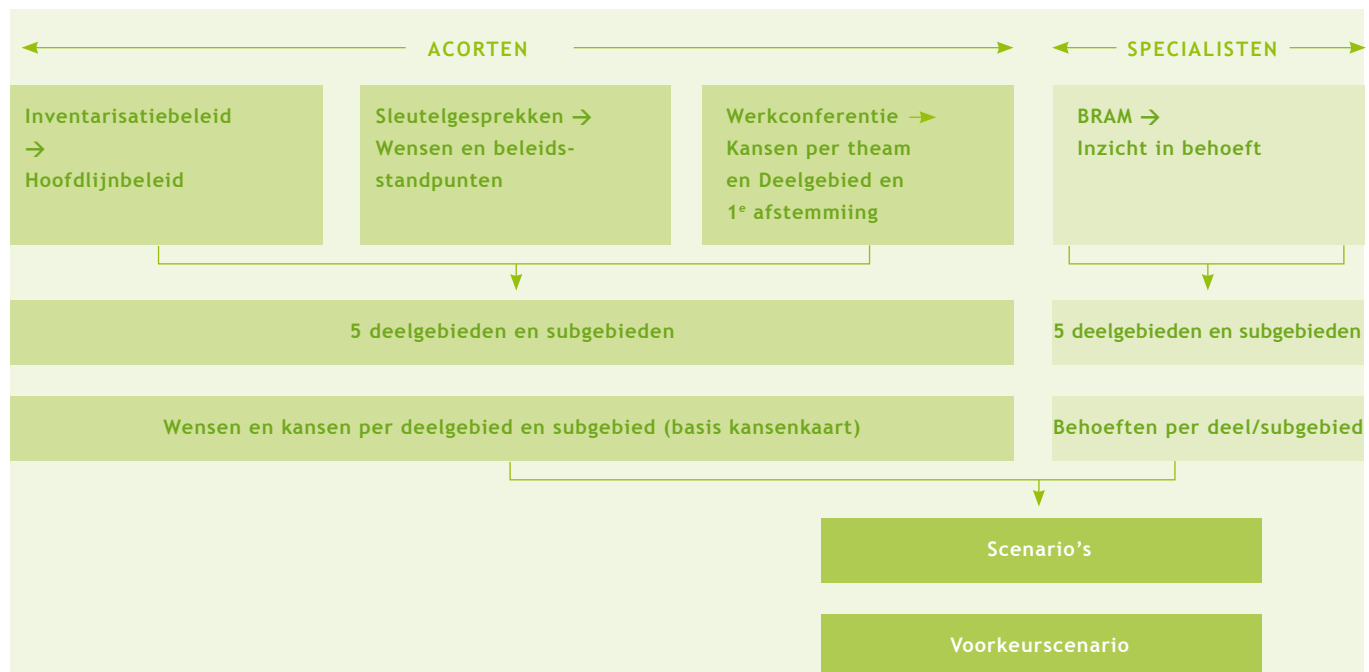 ACORTEN
SPECIALISTEN
Inventarisatiebeleid
→
Hoofdlijnbeleid
Sleutelgesprekken →
Wensen en beleids-
standpunten
Werkconferentie →
Kansen per theam
en Deelgebied en
1e afstemmiing
BRAM →
Inzicht in behoeft
5 deelgebieden en subgebieden
5 deelgebieden en subgebieden
Wensen en kansen per deelgebied en subgebied (basis kansenkaart)
Behoeften per deel/subgebied
Scenario’s
Voorkeurscenario